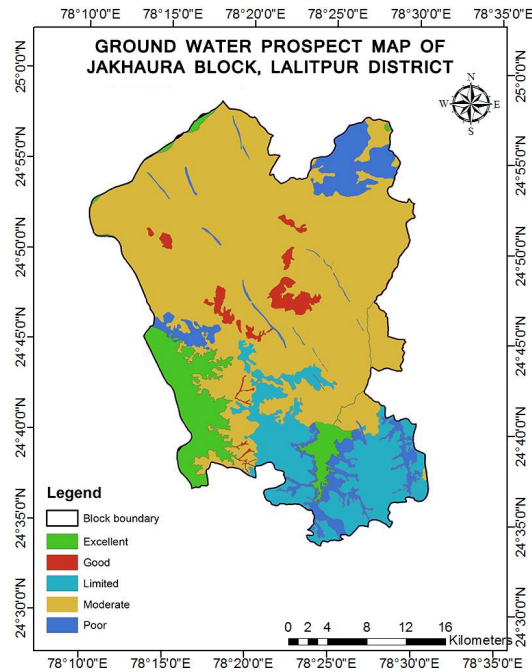 78°10'0"E 78°15'0"E 78°20'0"E 78°25'0"E 78°30'0"E 78°35'0"E
GROUND WATER PROSPECT MAP OF
JAKHAURA BLOCK, LALITPUR DISTRICT
N
W E
S
25°0'0"N 25°0'0"N
24°55'0"N 24°55'0"N
24°50'0"N 24°50'0"N
24°45'0"N 24°45'0"N
24°40'0"N 24°40'0"N
24°35'0"N 24°35'0"N
24°30'0"N 24°30'0"N
Legend
Block boundary
Excellent
Good
Limited
Moderate
Poor
0 2 4 8 12 16
Kilometers
78°10'0"E 78°15'0"E 78°20'0"E 78°25'0"E 78°30'0"E 78°35'0"E